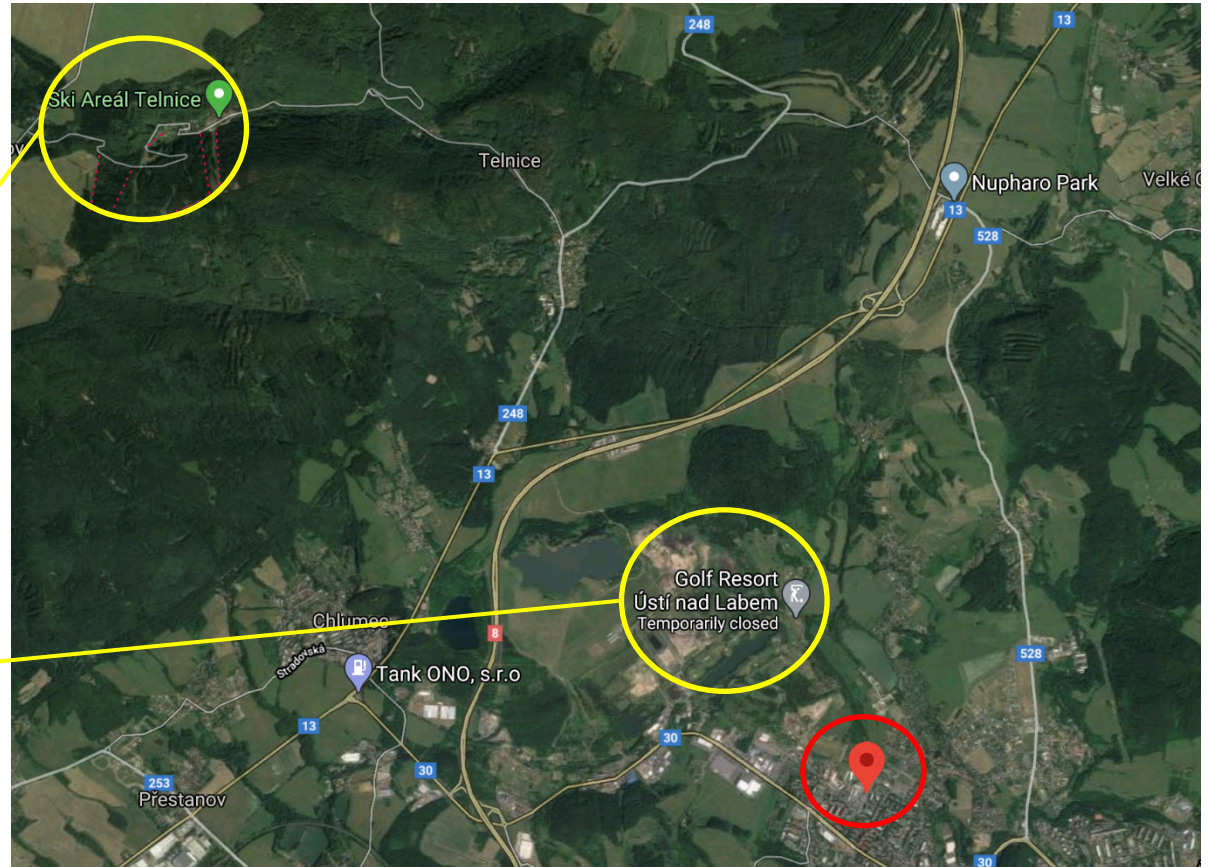 248
13
Ski Areál Telnice
Telnice
Nupharo Park
Velké
13
528
248
13
Golf Resort
Ústí nad Labem
Temporarily closed
Chlumec
8
Stradovská
528
Tank ONO, s.r.o
13
30
30
253
Přestanov
30